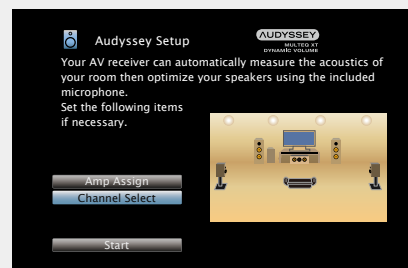 Audyssey Setup
AUDYSSEY
MULTEQ XT
DYNAMIC VOLUME
Your AV receiver can automatically measure the acoustics of
your room then optimize your speakers using the included
microphone.
Set the following items
if necessary.
Amp Assign
Channel Select
Start